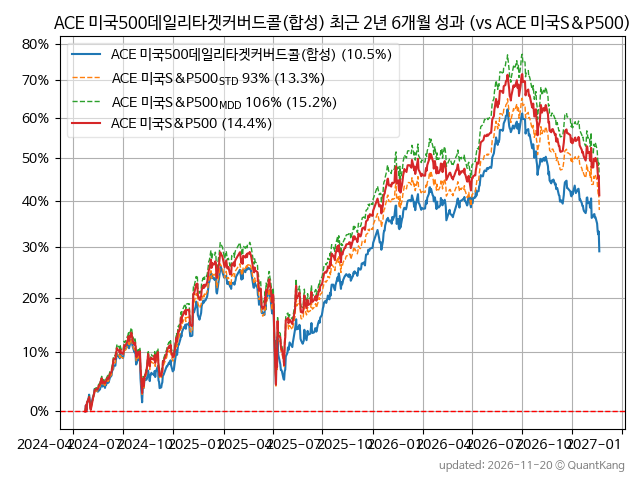 ACE 미국500데일리타겟커버드콜(합성) 최근 2년 6개월 성과 (vs ACE 미국S&P500)
80%
70%
60%
50%
40%
30%
20%
10%
0%
ACE 미국500데일리타겟커버드콜(합성) (10.5%)
ACE 미국S&P500STD 93% (13.3%)
ACE 미국S&P500MDD 106% (15.2%)
ACE 미국S&P500 (14.4%)
2024-04 2024-07 2024-10 2025-01 2025-04 2025-07 2025-10 2026-01 2026-04 2026-07 2026-10 2027-01
updated: 2026-11-20 © QuantKang